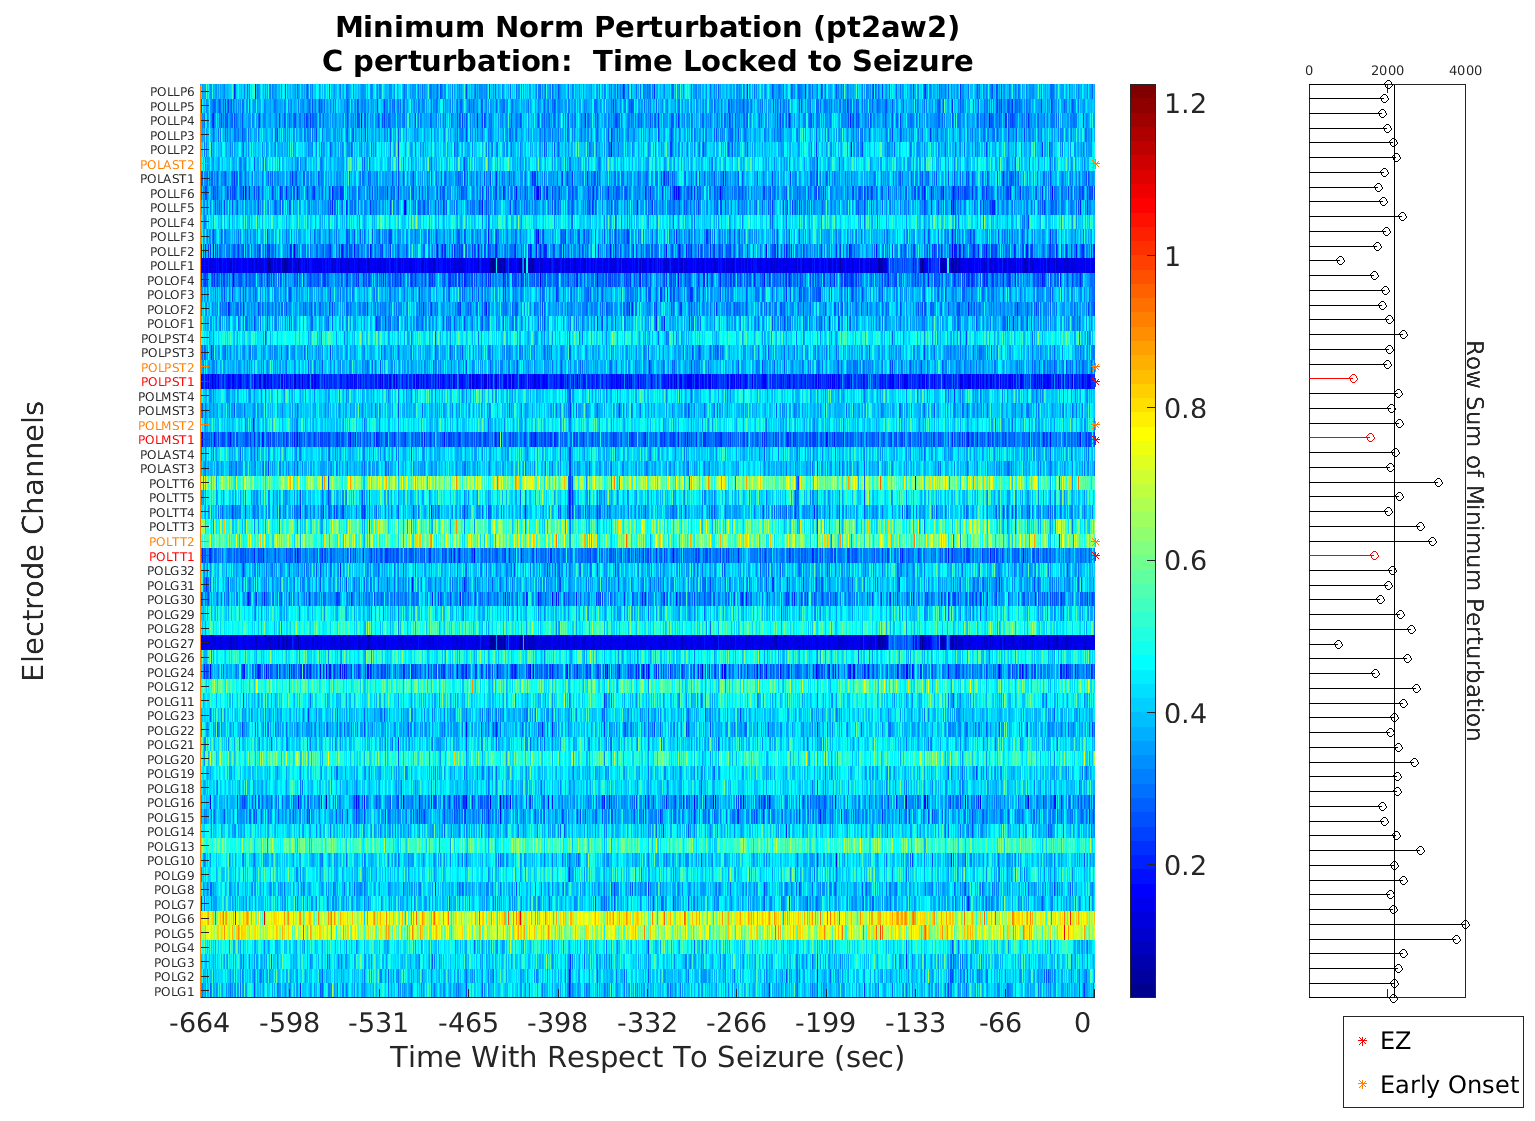 Minimum Norm Perturbation (pt2aw2)
C perturbation:  Time Locked to Seizure
Electrode Channels
POLLP6
POLLP5
POLLP4
POLLP3
POLLP2
POLAST2
POLAST1
POLLF6
POLLF5
POLLF4
POLLF3
POLLF2
POLLF1
POLOF4
POLOF3
POLOF2
POLOF1
POLPST4
POLPST3
POLPST2
POLPST1
POLMST4
POLMST3
POLMST2
POLMST1
POLAST4
POLAST3
POLTT6
POLTT5
POLTT4
POLTT3
POLTT2
POLTT1
POLG32
POLG31
POLG30
POLG29
POLG28
POLG27
POLG26
POLG24
POLG12
POLG11
POLG23
POLG22
POLG21
POLG20
POLG19
POLG18
POLG16
POLG15
POLG14
POLG13
POLG10
POLG9
POLG8
POLG7
POLG6
POLG5
POLG4
POLG3
POLG2
POLG1
-664 -598 -531 -465 -398 -332 -266 -199 -133 -66 0
Time With Respect To Seizure (sec)
1.2
1
0.8
0.6
0.4
0.2
0 2000 4000
Row Sum of Minimum Perturbation
EZ
Early Onset